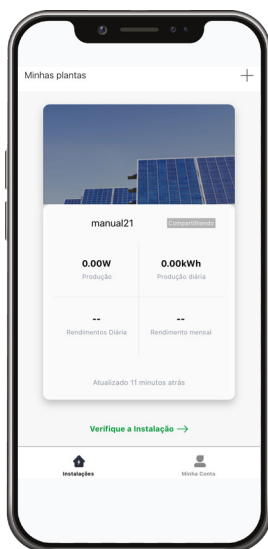 Minhas plantas
manual21 Compartilhando
0.00W 0.00kWh
Produção Produção diária
-- --
Rendimentos Diária Rendimento mensal
Atualizado 11 minutos atrás
Verifique a Instalação →
Instalações Minha Conta